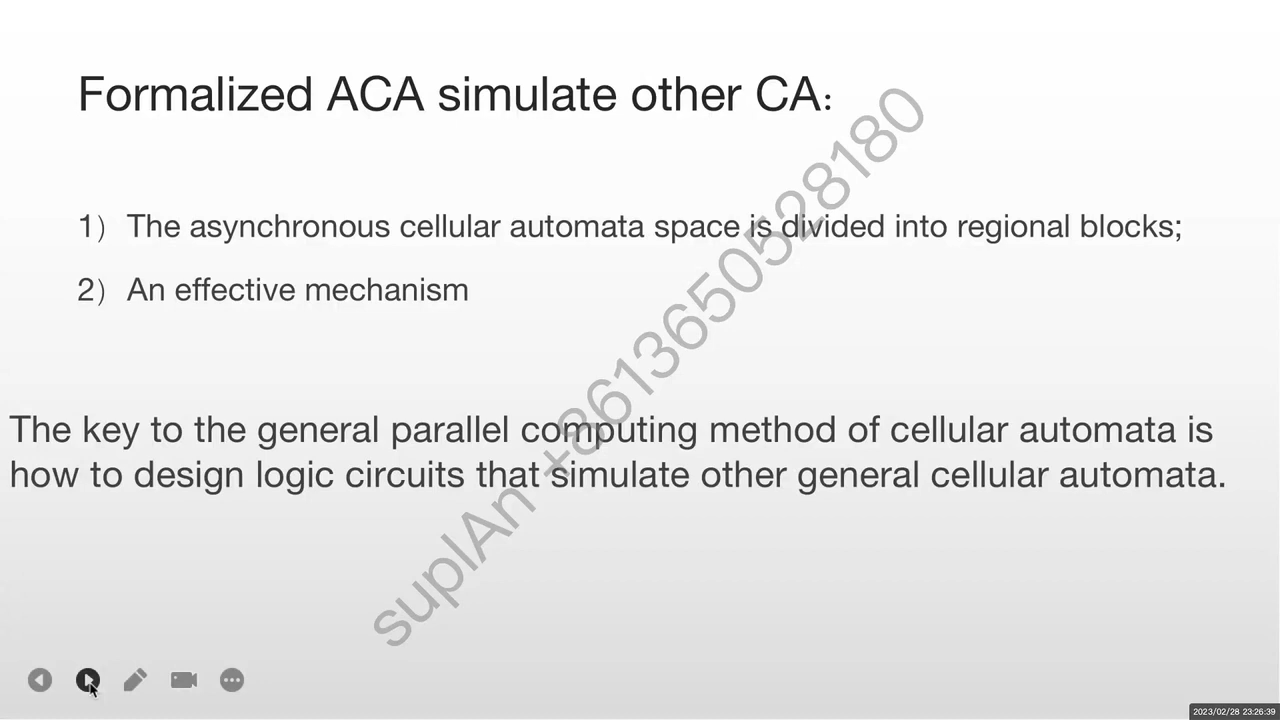 Formalized ACA simulate other CA:
1) The asynchronous cellular automata space is divided into regional blocks;
2) An effective mechanism
The key to the general parallel computing method of cellular automata is
how to design logic circuits that simulate other general cellular automata.
suplAn +8613650528180
2023/02/28 23:26:39